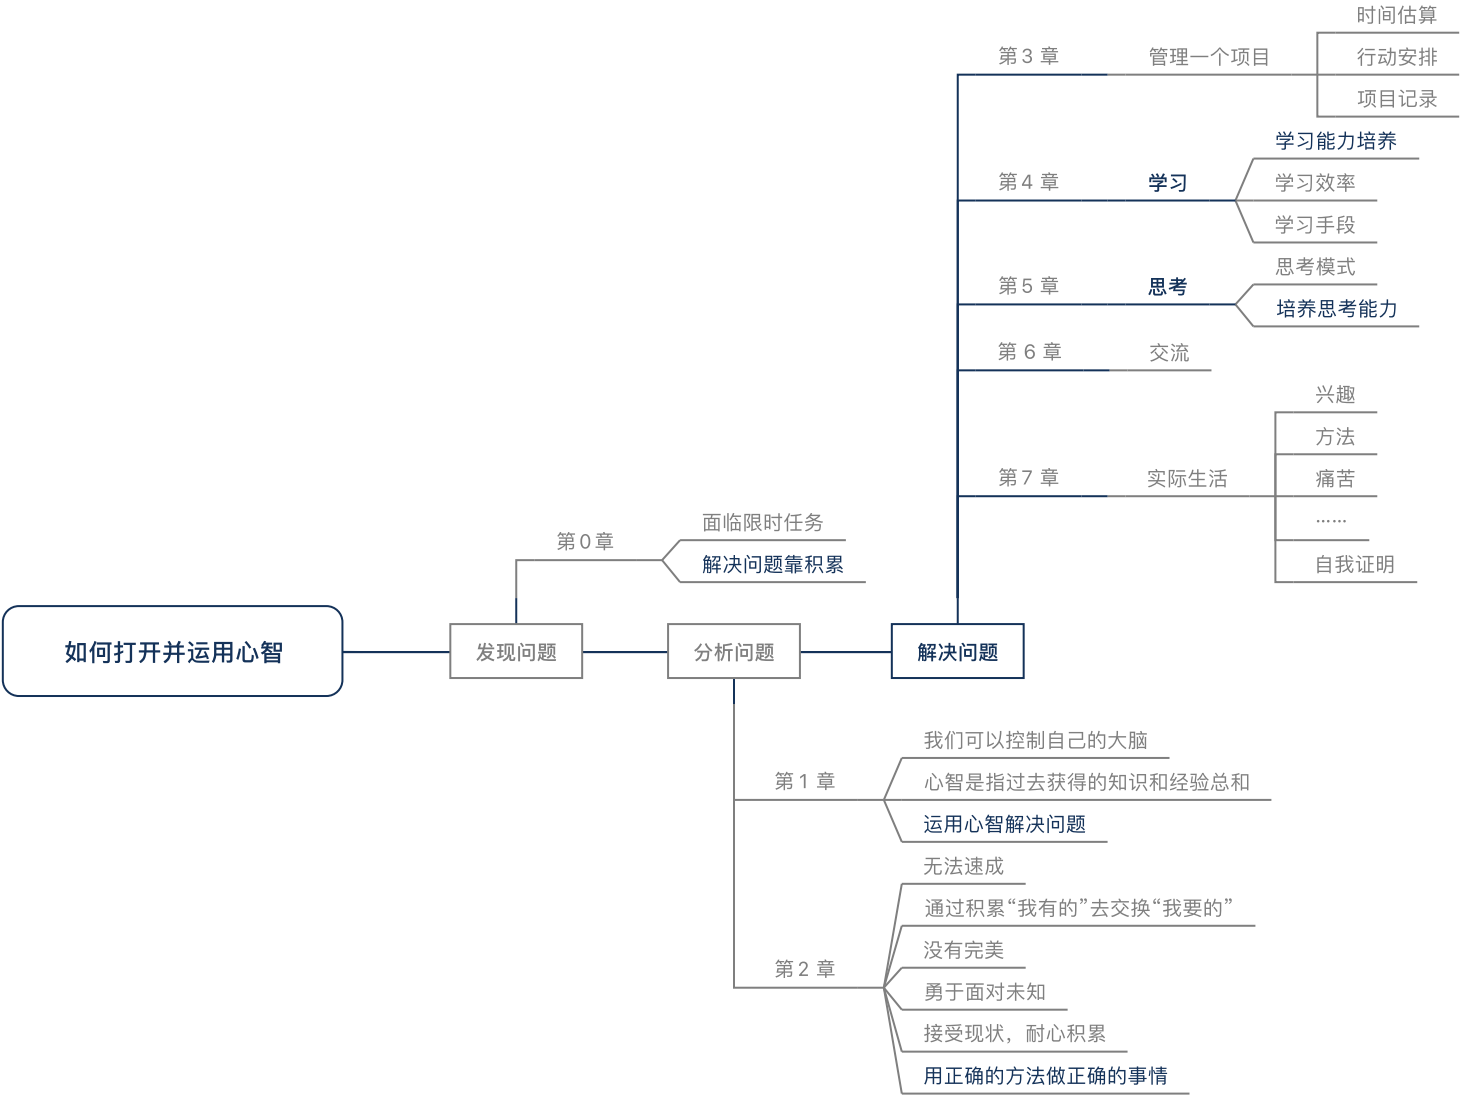 时间估算
第 3 章
管理一个项目
行动安排
项目记录
学习能力培养
第 4 章
学习
学习效率
学习手段
思考模式
第 5 章
思考
培养思考能力
第 6 章
交流
兴趣
方法
第 7 章
实际生活
痛苦
……
自我证明
第 0 章
面临限时任务
解决问题靠积累
如何打开并运用心智
发现问题
分析问题
解决问题
我们可以控制自己的大脑
第 1 章
心智是指过去获得的知识和经验总和
运用心智解决问题
无法速成
通过积累“我有的”去交换“我要的”
没有完美
第 2 章
勇于面对未知
接受现状，耐心积累
用正确的方法做正确的事情